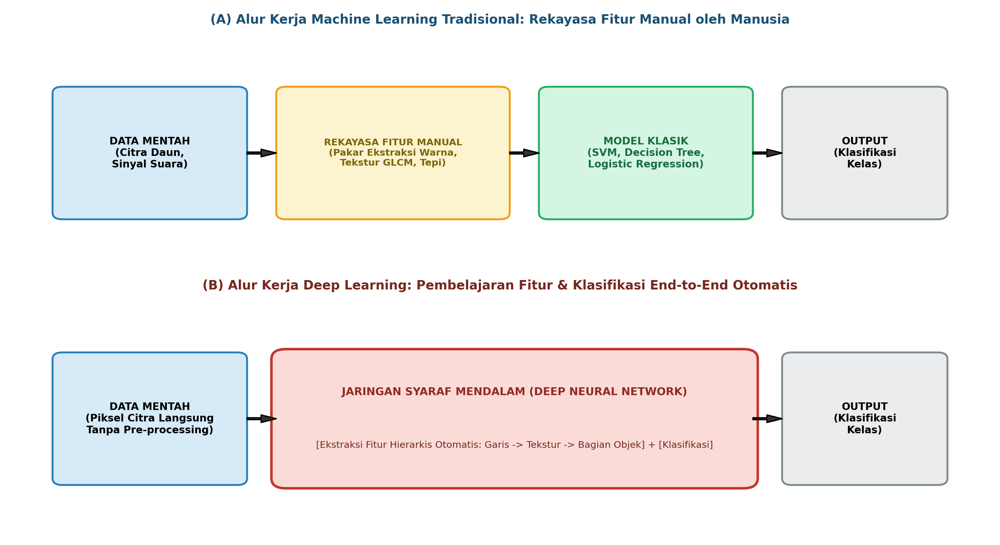 (A) Alur Kerja Machine Learning Tradisional: Rekayasa Fitur Manual oleh Manusia
DATA MENTAH
(Citra Daun,
Sinyal Suara)
REKAYASA FITUR MANUAL
(Pakar Ekstraksi Warna,
Tekstur GLCM, Tepi)
MODEL KLASIK
(SVM, Decision Tree,
Logistic Regression)
OUTPUT
(Klasifikasi
Kelas)
(B) Alur Kerja Deep Learning: Pembelajaran Fitur & Klasifikasi End-to-End Otomatis
DATA MENTAH
(Piksel Citra Langsung
Tanpa Pre-processing)
JARINGAN SYARAF MENDALAM (DEEP NEURAL NETWORK)
[Ekstraksi Fitur Hierarkis Otomatis: Garis -> Tekstur -> Bagian Objek] + [Klasifikasi]
OUTPUT
(Klasifikasi
Kelas)